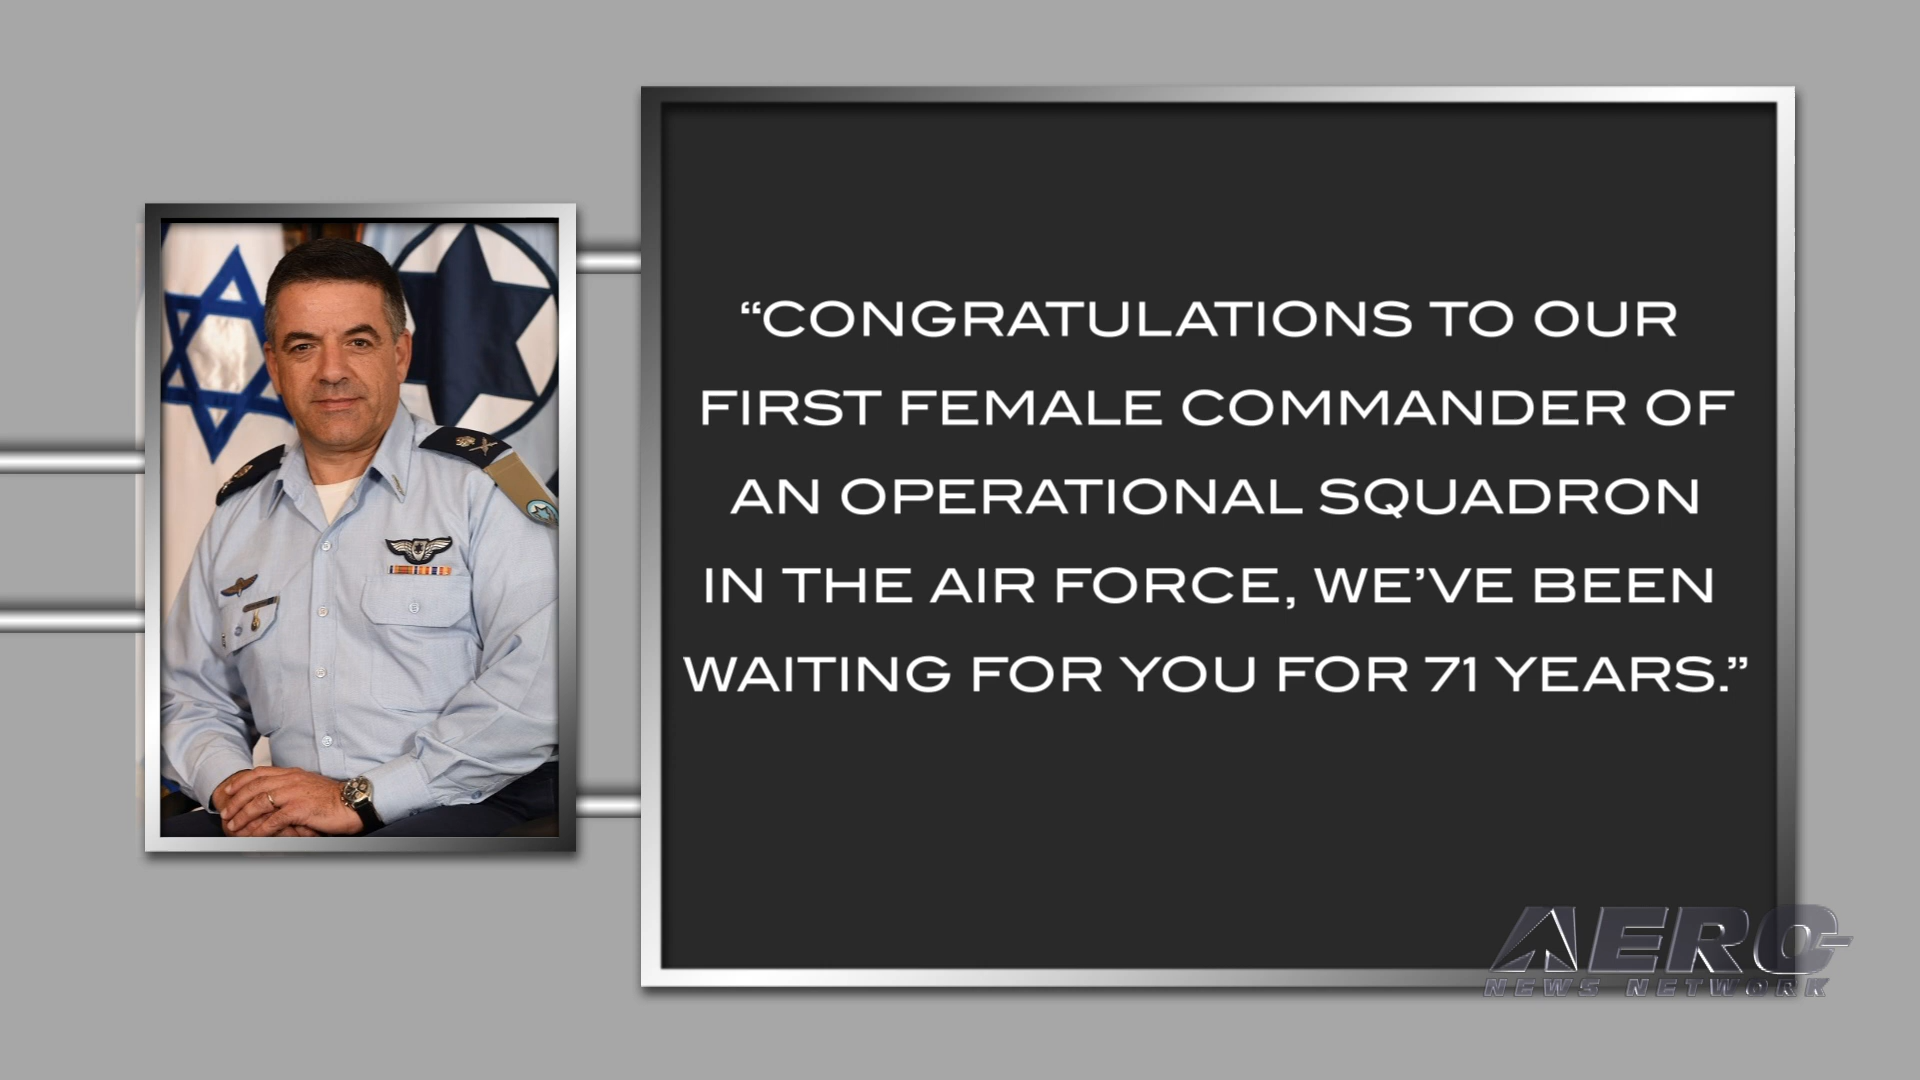 “CONGRATULATIONS TO OUR
FIRST FEMALE COMMANDER OF
AN OPERATIONAL SQUADRON
IN THE AIR FORCE, WE’VE BEEN
WAITING FOR YOU FOR 71 YEARS.”
AERO-
NEWS NETWORK